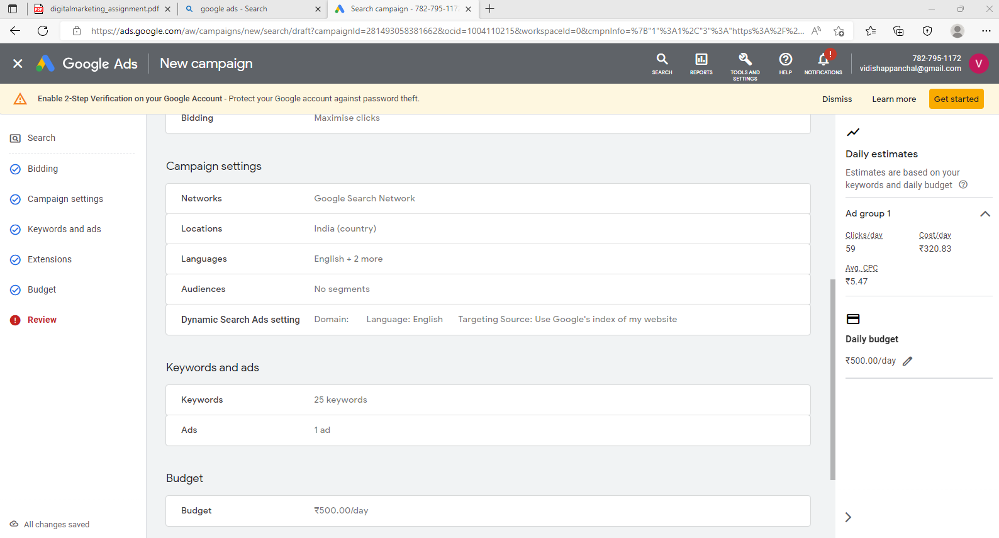 digitalmarketing_assignment.pdf
google ads - Search
Search campaign - 782-795-1172
https://ads.google.com/aw/campaigns/new/search/draft?campaignId=281493058381662&ocid=1004110215&workspaceId=0&cmpnInfo=%7B"1"%3A1%2C"3"%3A"https%3A%2F%2...
Google Ads
New campaign
SEARCH
REPORTS
TOOLS AND SETTINGS
HELP
NOTIFICATIONS
782-795-1172
vidishappanchal@gmail.com
V
Enable 2-Step Verification on your Google Account - Protect your Google account against password theft.
Dismiss
Learn more
Get started
Search
Bidding
Campaign settings
Keywords and ads
Extensions
Budget
Review
All changes saved
Bidding Maximise clicks
Campaign settings
Networks Google Search Network
Locations India (country)
Languages English + 2 more
Audiences No segments
Dynamic Search Ads setting Domain: Language: English Targeting Source: Use Google's index of my website
Keywords and ads
Keywords 25 keywords
Ads 1 ad
Budget
Budget ₹500.00/day
Daily estimates
Estimates are based on your
keywords and daily budget
Ad group 1
Clicks/day Cost/day
59 ₹320.83
Avg. CPC
₹5.47
Daily budget
₹500.00/day